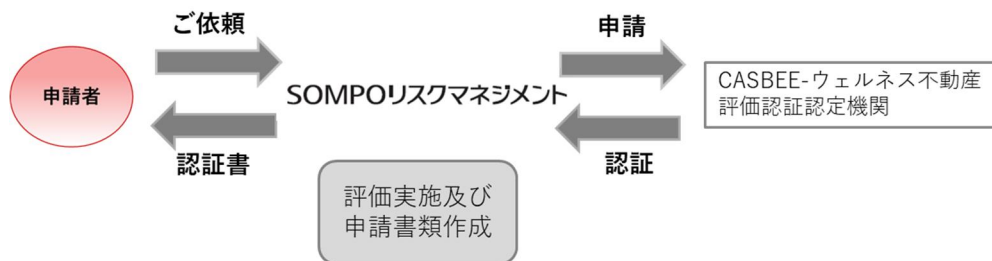 ご依頼
申請
申請者
SOMPOリスクマネジメント
CASBEE-ウェルネス不動産
評価認証認定機関
認証書
認証
評価実施及び
申請書類作成